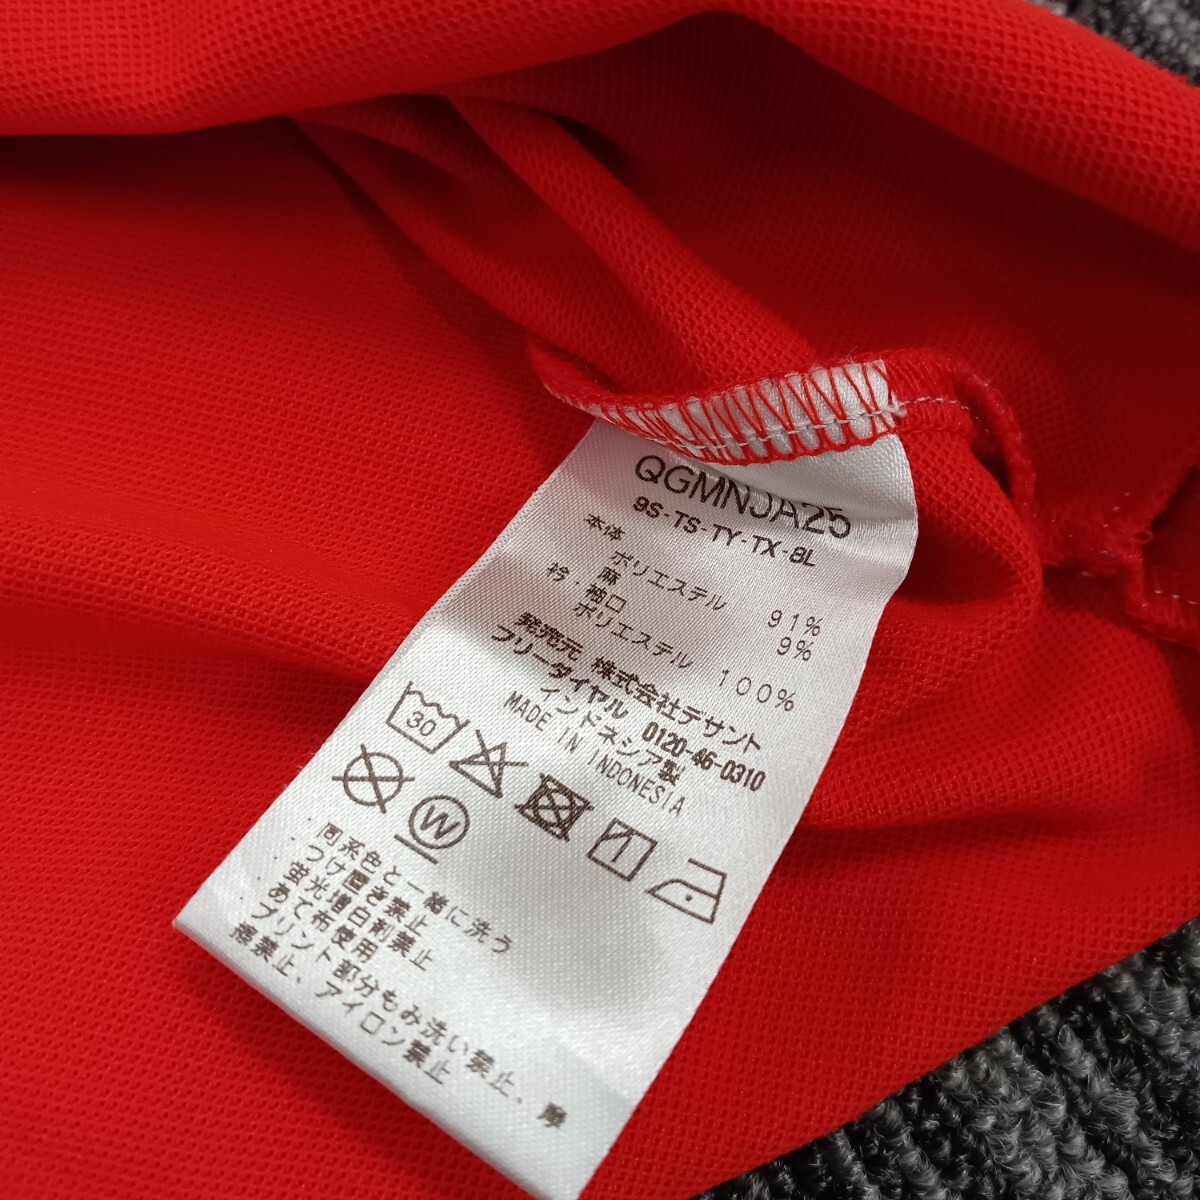 QGMNJA25
9S-TS-TY-TX-8L
本体
ポリエステル 91%
麻 9%
衿・袖口
ポリエステル 100%
発売元 株式会社デサント
フリーダイヤル 0120-46-0310
インドネシア製
MADE IN INDONESIA
30
W
・同系色と一緒に洗う
・つけ置き禁止
・蛍光増白剤禁止
・あて布使用
・プリント部分もみ洗い禁止、摩
擦禁止、アイロン禁止